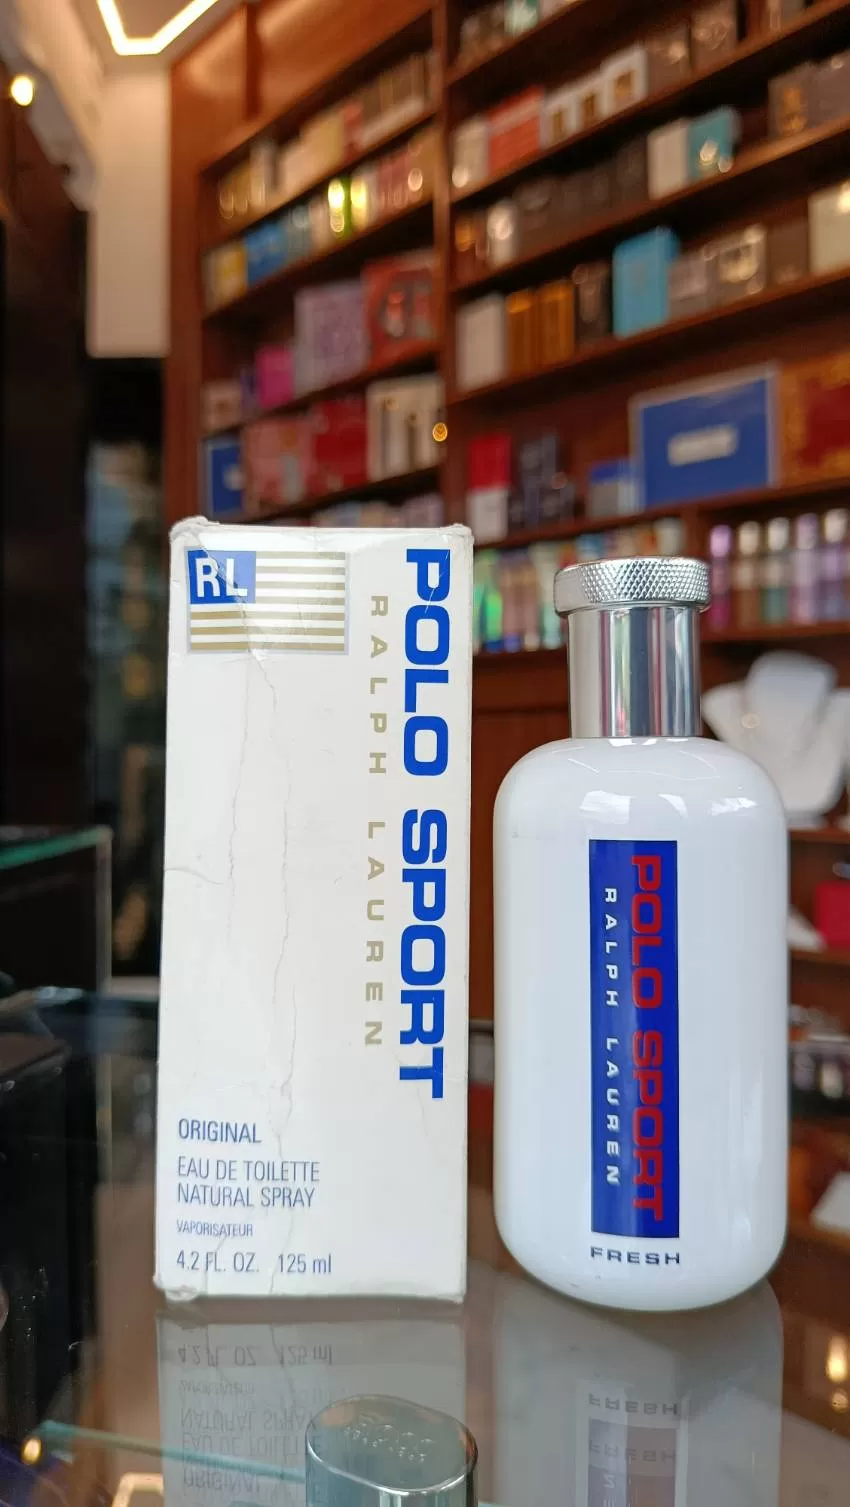 RL
POLO SPORT
RALPH LAUREN
ORIGINAL
EAU DE TOILETTE
NATURAL SPRAY
VAPORISATEUR
4.2 FL. OZ. 125 ml
POLO SPORT
RALPH LAUREN
FRESH